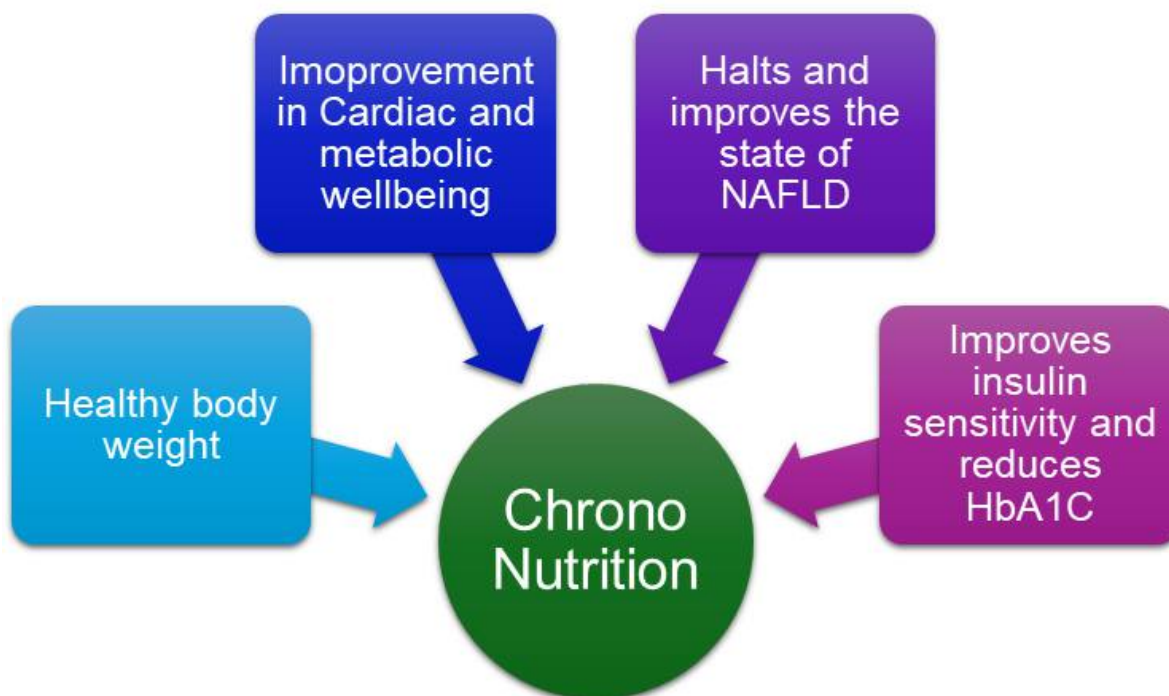 Imoprovement
in Cardiac and
metabolic
wellbeing
Halts and
improves the
state of
NAFLD
Healthy body
weight
Improves
insulin
sensitivity and
reduces
HbA1C
Chrono
Nutrition